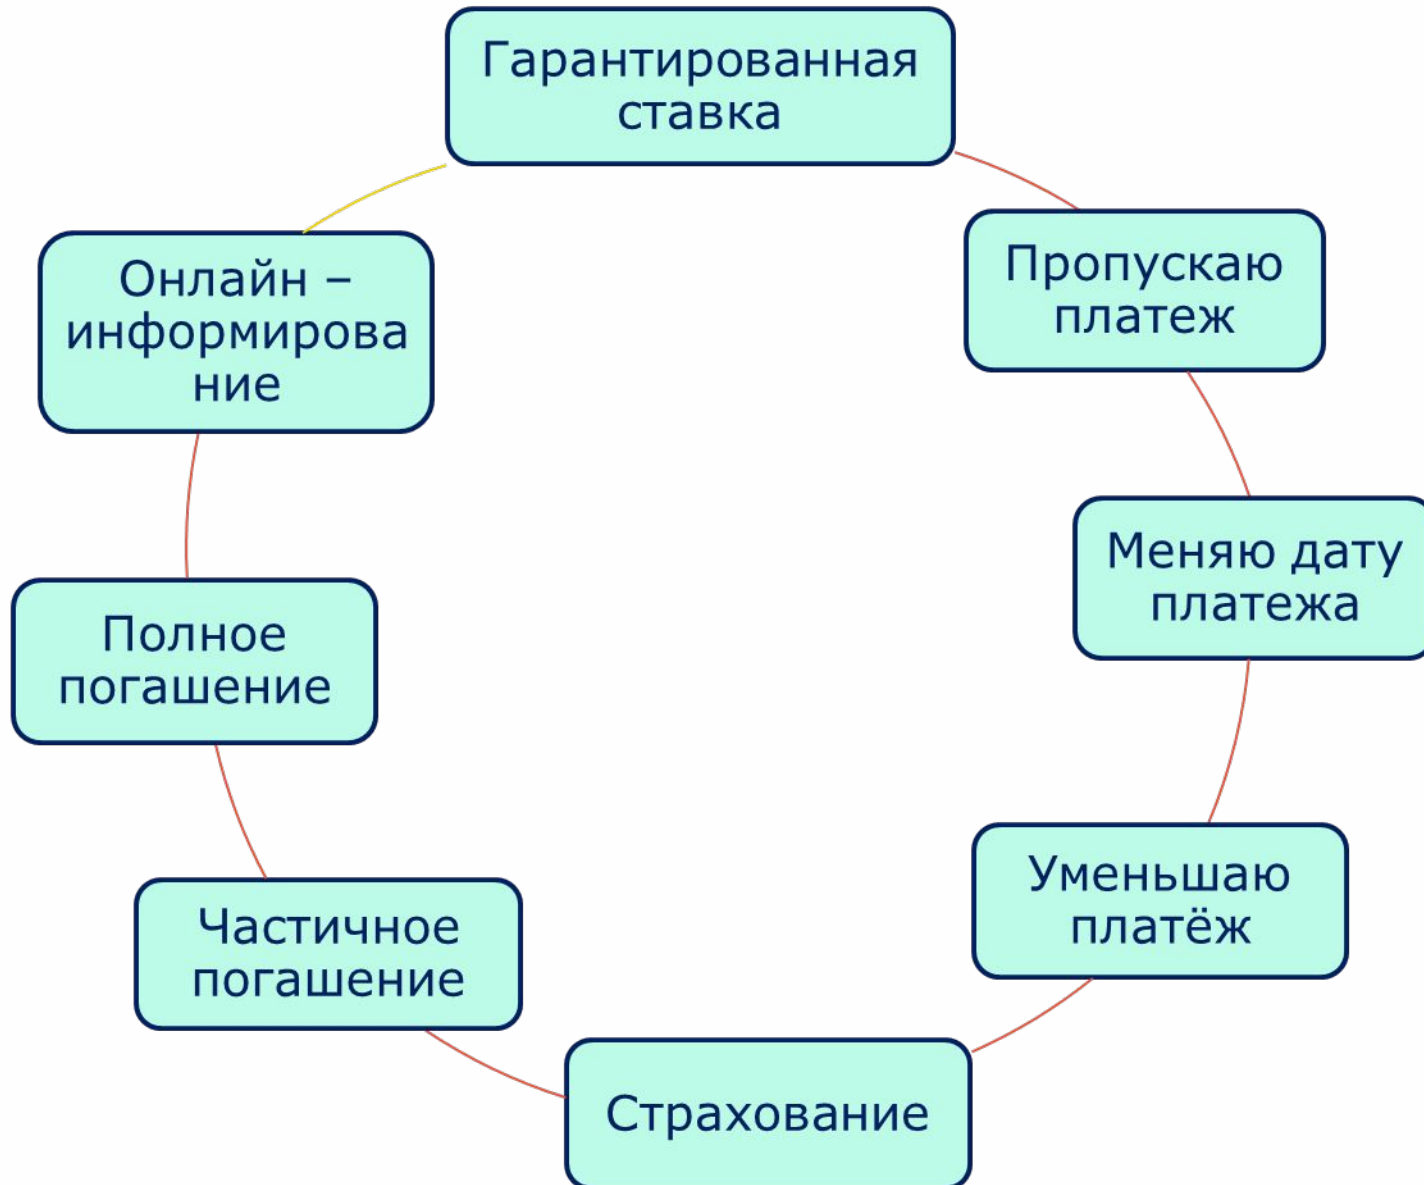 Гарантированная
ставка
Пропускаю
платеж
Меняю дату
платежа
Уменьшаю
платёж
Страхование
Частичное
погашение
Полное
погашение
Онлайн –
информирова
ние